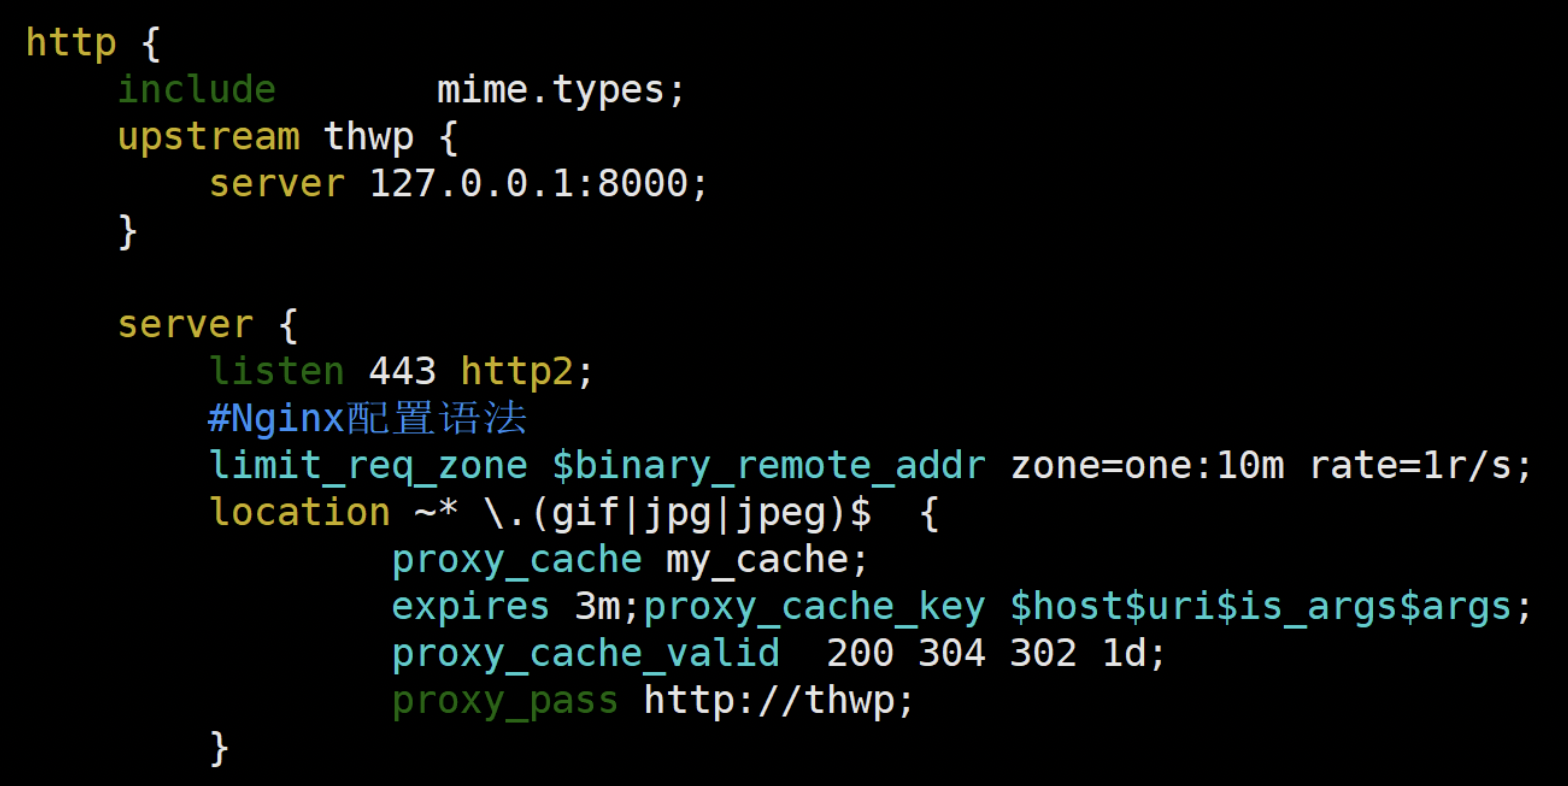 http {
    include       mime.types;
    upstream thwp {
        server 127.0.0.1:8000;
    }

    server {
        listen 443 http2;
        #Nginx配置语法
        limit_req_zone $binary_remote_addr zone=one:10m rate=1r/s;
        location ~* \.(gif|jpg|jpeg)$  {
                proxy_cache my_cache;
                expires 3m;proxy_cache_key $host$uri$is_args$args;
                proxy_cache_valid  200 304 302 1d;
                proxy_pass http://thwp;
        }